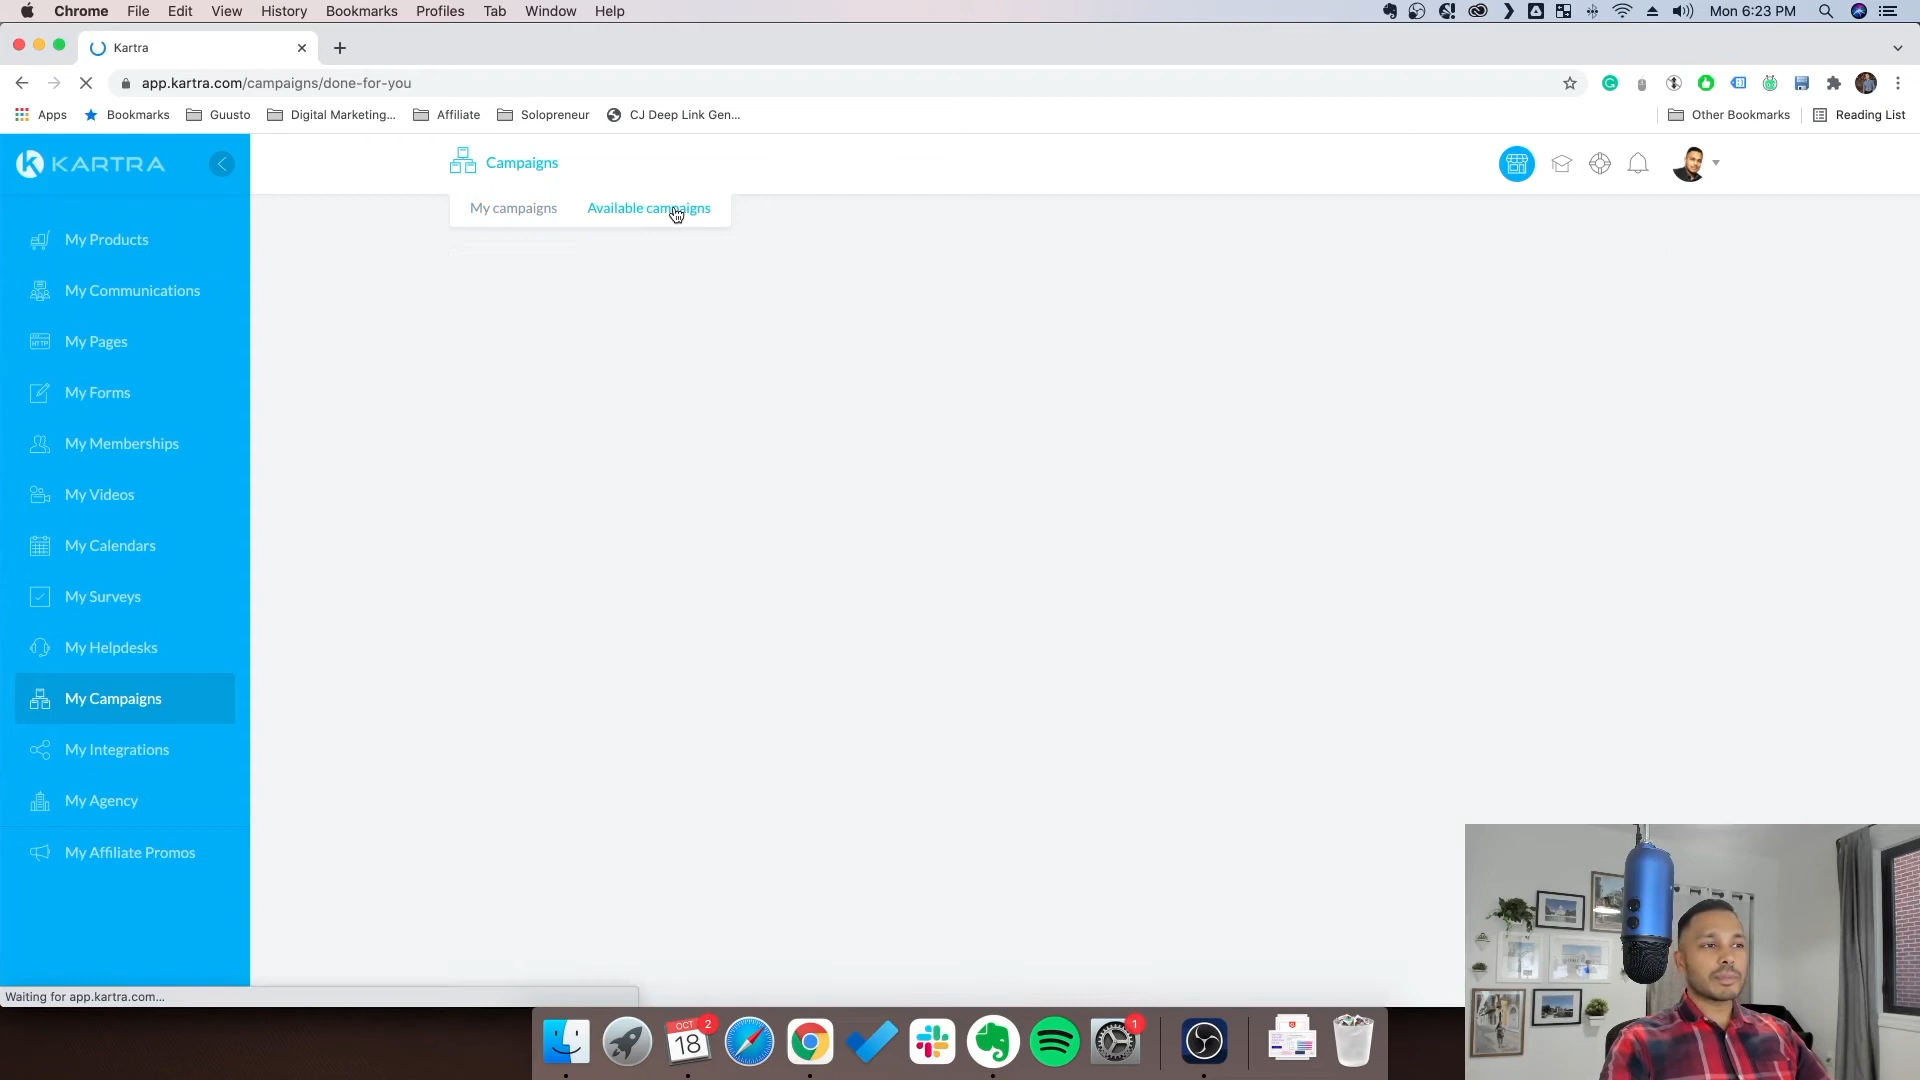 Chrome File Edit View History Bookmarks Profiles Tab Window Help
Mon 6:23 PM
Kartra
app.kartra.com/campaigns/done-for-you
Apps Bookmarks Guusto Digital Marketing... Affiliate Solopreneur CJ Deep Link Gen...
Other Bookmarks Reading List
KARTRA
Campaigns
My campaigns Available campaigns
My Products
My Communications
My Pages
My Forms
My Memberships
My Videos
My Calendars
My Surveys
My Helpdesks
My Campaigns
My Integrations
My Agency
My Affiliate Promos
Waiting for app.kartra.com...
OCT 2
18
1